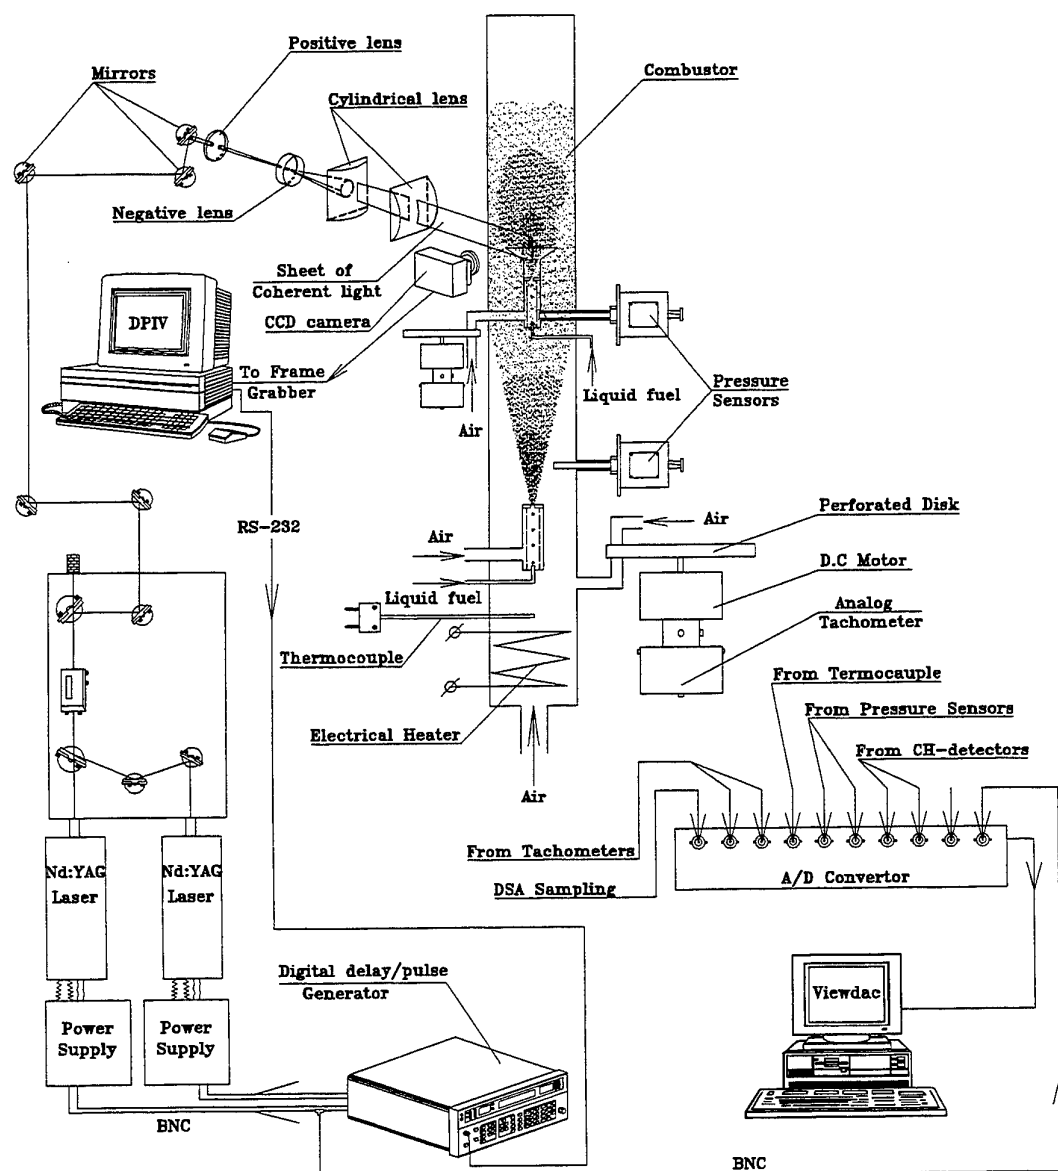 Positive lens
Mirrors
Combustor
Cylindrical lens
Negative lens
Sheet of
Coherent light
CCD camera
DPIV
To Frame
Grabber
Liquid fuel
Pressure
Sensors
Air
RS-232
Air
Air
Perforated Disk
D.C Motor
Liquid fuel
Analog
Tachometer
Thermocouple
From Termocauple
From Pressure Sensors
Electrical Heater
From CH-detectors
Air
From Tachometers
A/D Convertor
DSA Sampling
Nd:YAG
Laser
Nd:YAG
Laser
Digital delay/pulse
Generator
Viewdac
Power
Supply
Power
Supply
BNC
BNC